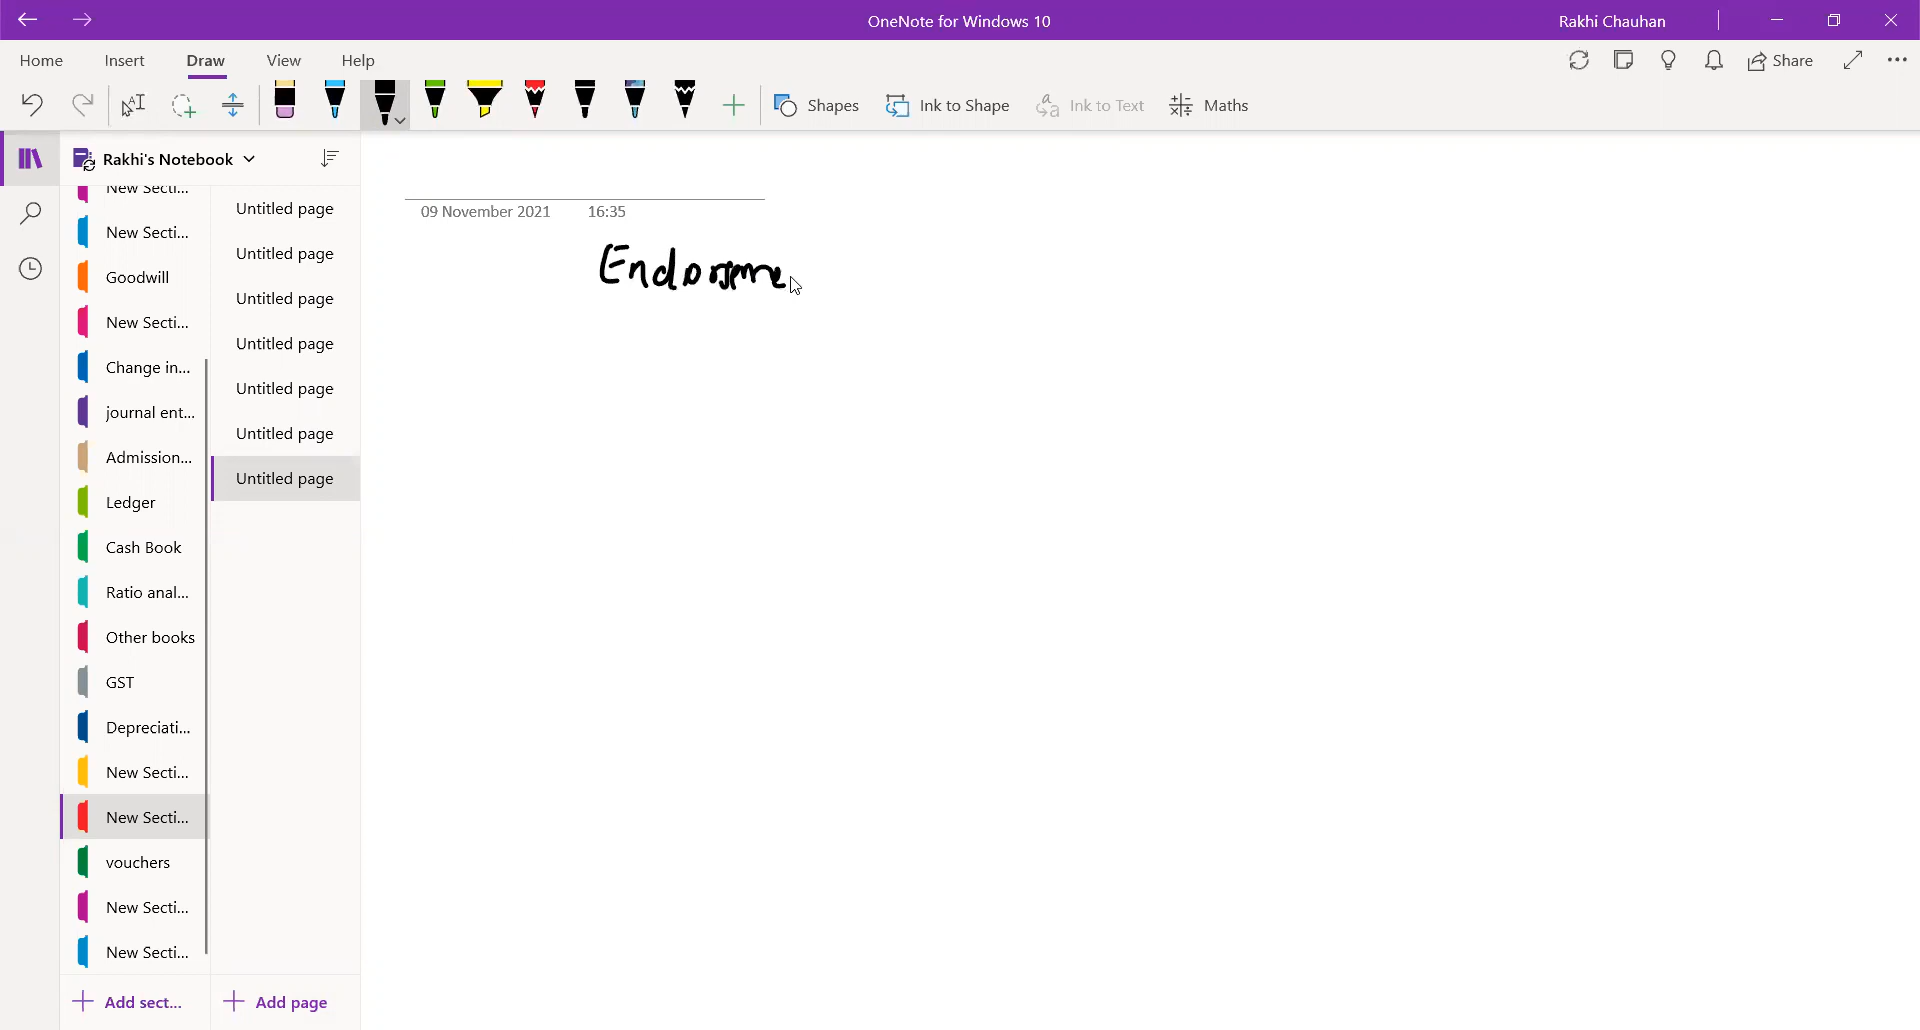 OneNote for Windows 10
Rakhi Chauhan
Home Insert Draw View Help
Share
Shapes Ink to Shape Ink to Text Maths
Rakhi's Notebook
New Secti...
New Secti...
Goodwill
New Secti...
Change in...
journal ent...
Admission...
Ledger
Cash Book
Ratio anal...
Other books
GST
Depreciati...
New Secti...
New Secti...
vouchers
New Secti...
New Secti...
Add sect...
Untitled page
Untitled page
Untitled page
Untitled page
Untitled page
Untitled page
Untitled page
Add page
09 November 2021 16:35
Endorseme